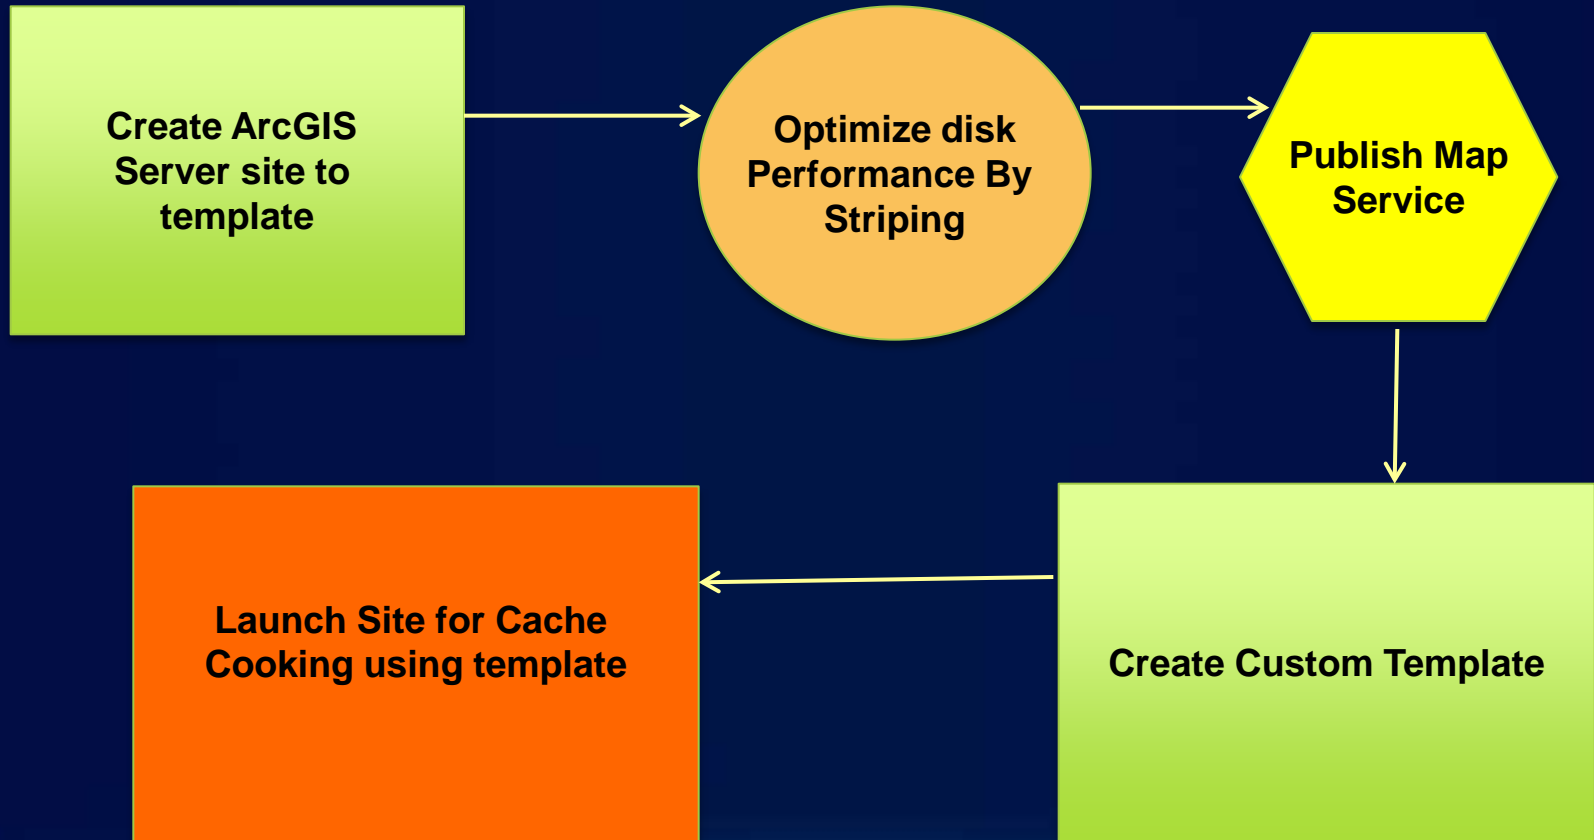 Create ArcGIS
Server site to
template
Optimize disk
Performance By
Striping
Publish Map
Service
Create Custom Template
Launch Site for Cache
Cooking using template